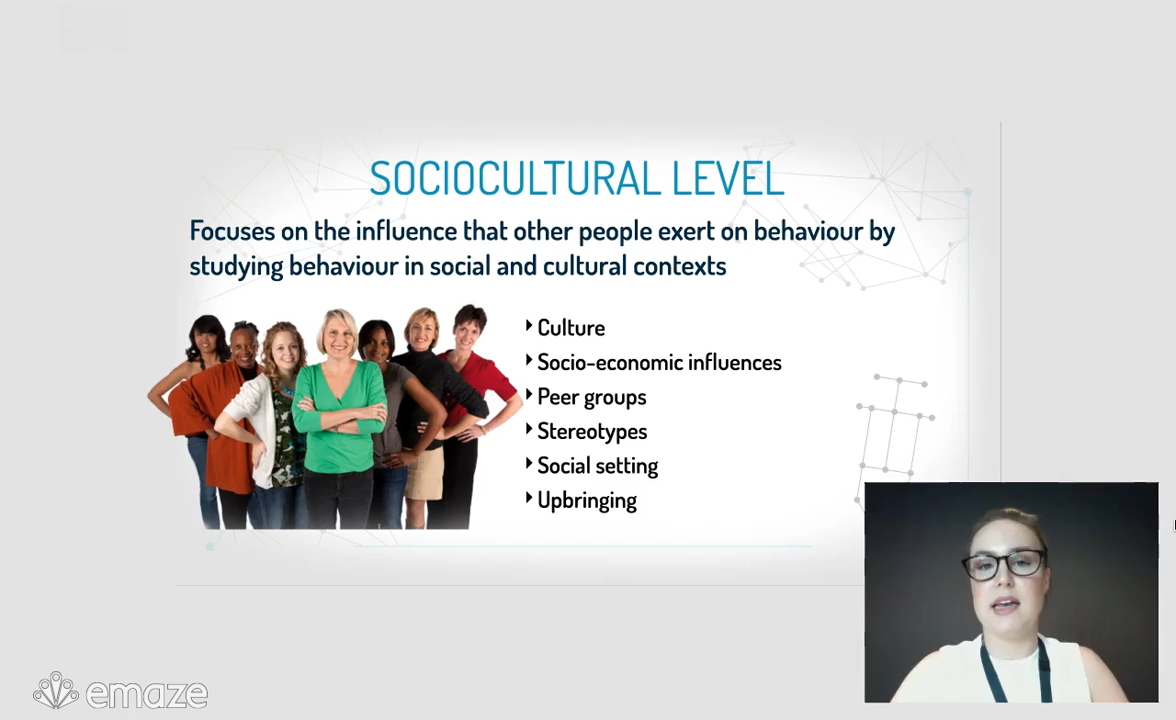 SOCIOCULTURAL LEVEL
Focuses on the influence that other people exert on behaviour by
studying behaviour in social and cultural contexts
Culture
Socio-economic influences
Peer groups
Stereotypes
Social setting
Upbringing
emaze